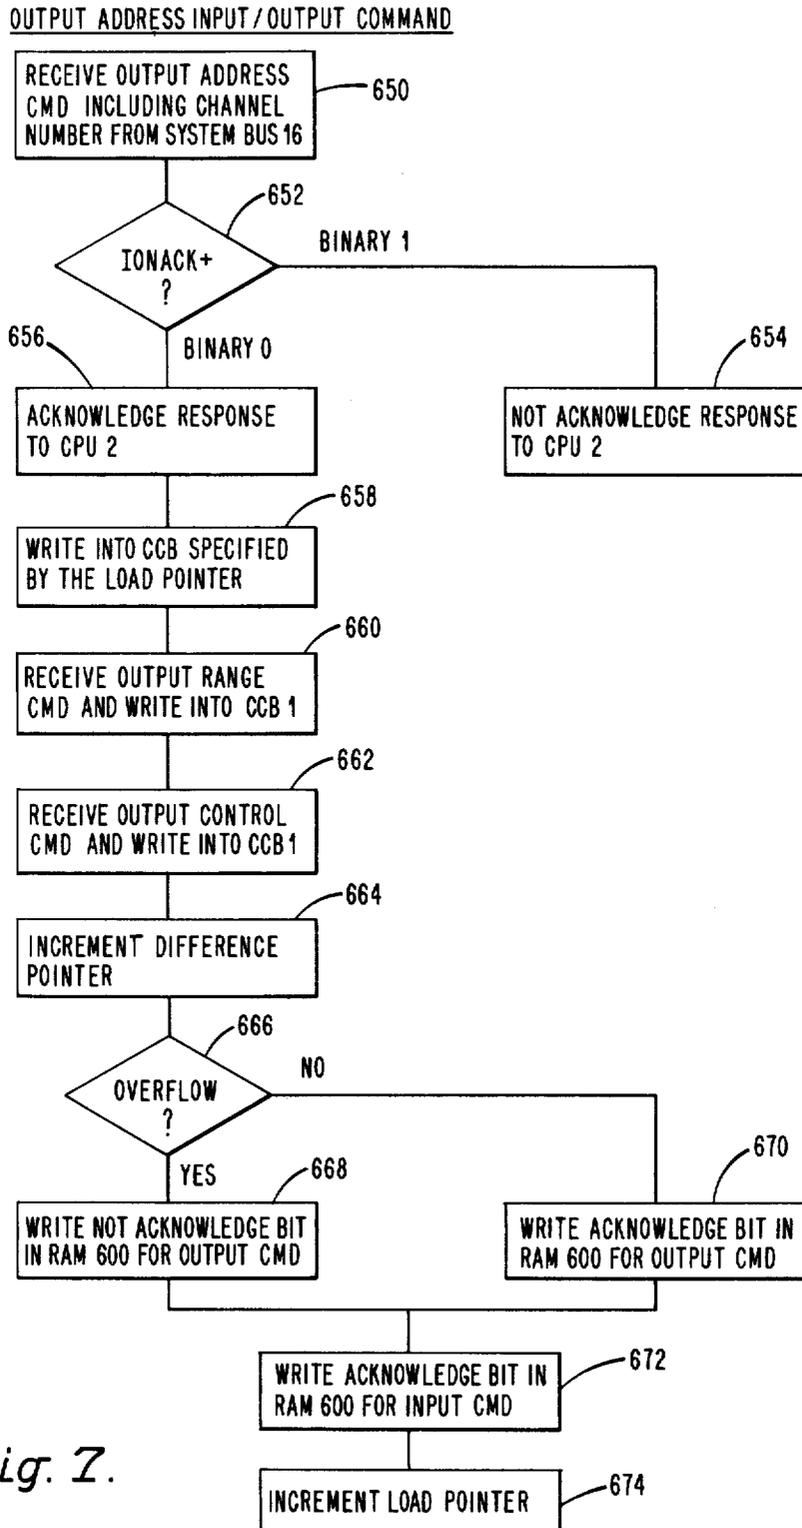 OUTPUT ADDRESS INPUT/OUTPUT COMMAND
RECEIVE OUTPUT ADDRESS
CMD INCLUDING CHANNEL
NUMBER FROM SYSTEM BUS 16
650
652
IONACK+
?
BINARY 1
BINARY 0
656
654
ACKNOWLEDGE RESPONSE
TO CPU 2
NOT ACKNOWLEDGE RESPONSE
TO CPU 2
658
WRITE INTO CCB SPECIFIED
BY THE LOAD POINTER
660
RECEIVE OUTPUT RANGE
CMD AND WRITE INTO CCB 1
662
RECEIVE OUTPUT CONTROL
CMD AND WRITE INTO CCB1
664
INCREMENT DIFFERENCE
POINTER
666
OVERFLOW
?
NO
YES
668
670
WRITE NOT ACKNOWLEDGE BIT
IN RAM 600 FOR OUTPUT CMD
WRITE ACKNOWLEDGE BIT IN
RAM 600 FOR OUTPUT CMD
672
WRITE ACKNOWLEDGE BIT IN
RAM 600 FOR INPUT CMD
ig. 7.
674
INCREMENT LOAD POINTER